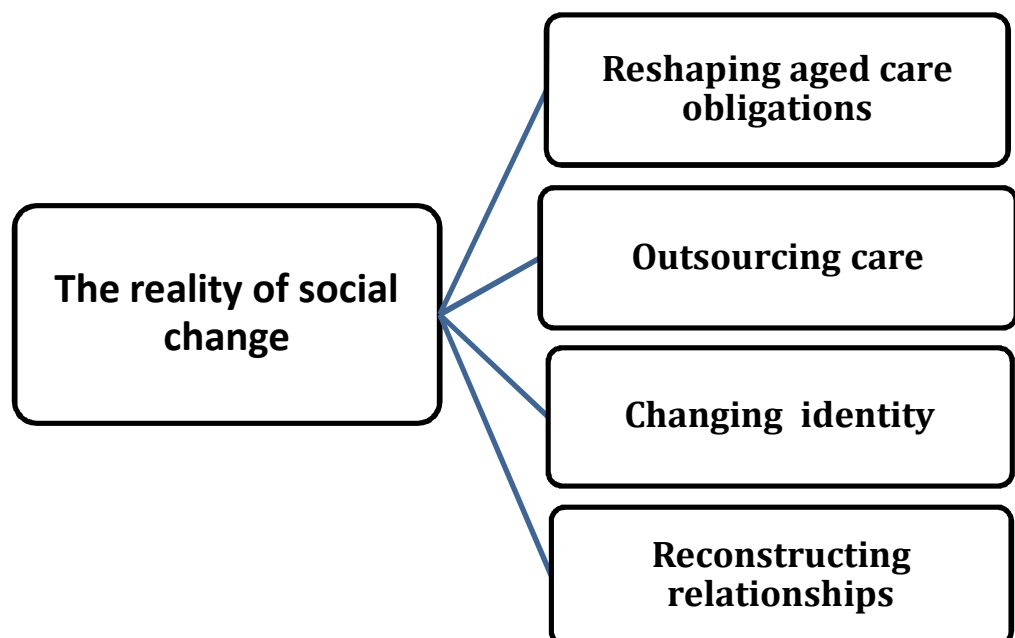 Reshaping aged care
obligations
Outsourcing care
The reality of social
change
Changing identity
Reconstructing
relationships